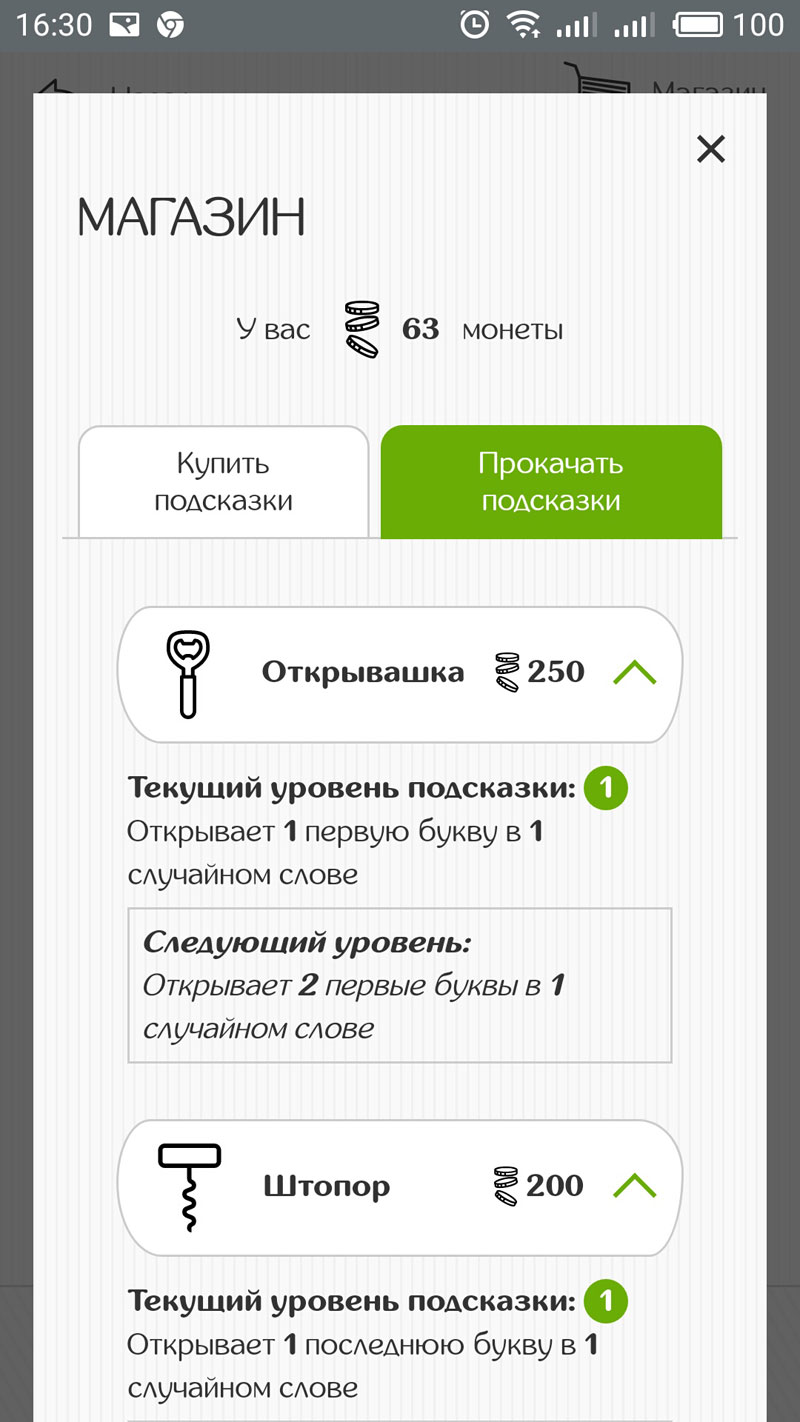 16:30 100
МАГАЗИН
У вас 63 монеты
Купить
подсказки
Прокачать
подсказки
Открывашка 250
Текущий уровень подсказки: 1
Открывает 1 первую букву в 1
случайном слове
Следующий уровень:
Открывает 2 первые буквы в 1
случайном слове
Штопор 200
Текущий уровень подсказки: 1
Открывает 1 последнюю букву в 1
случайном слове